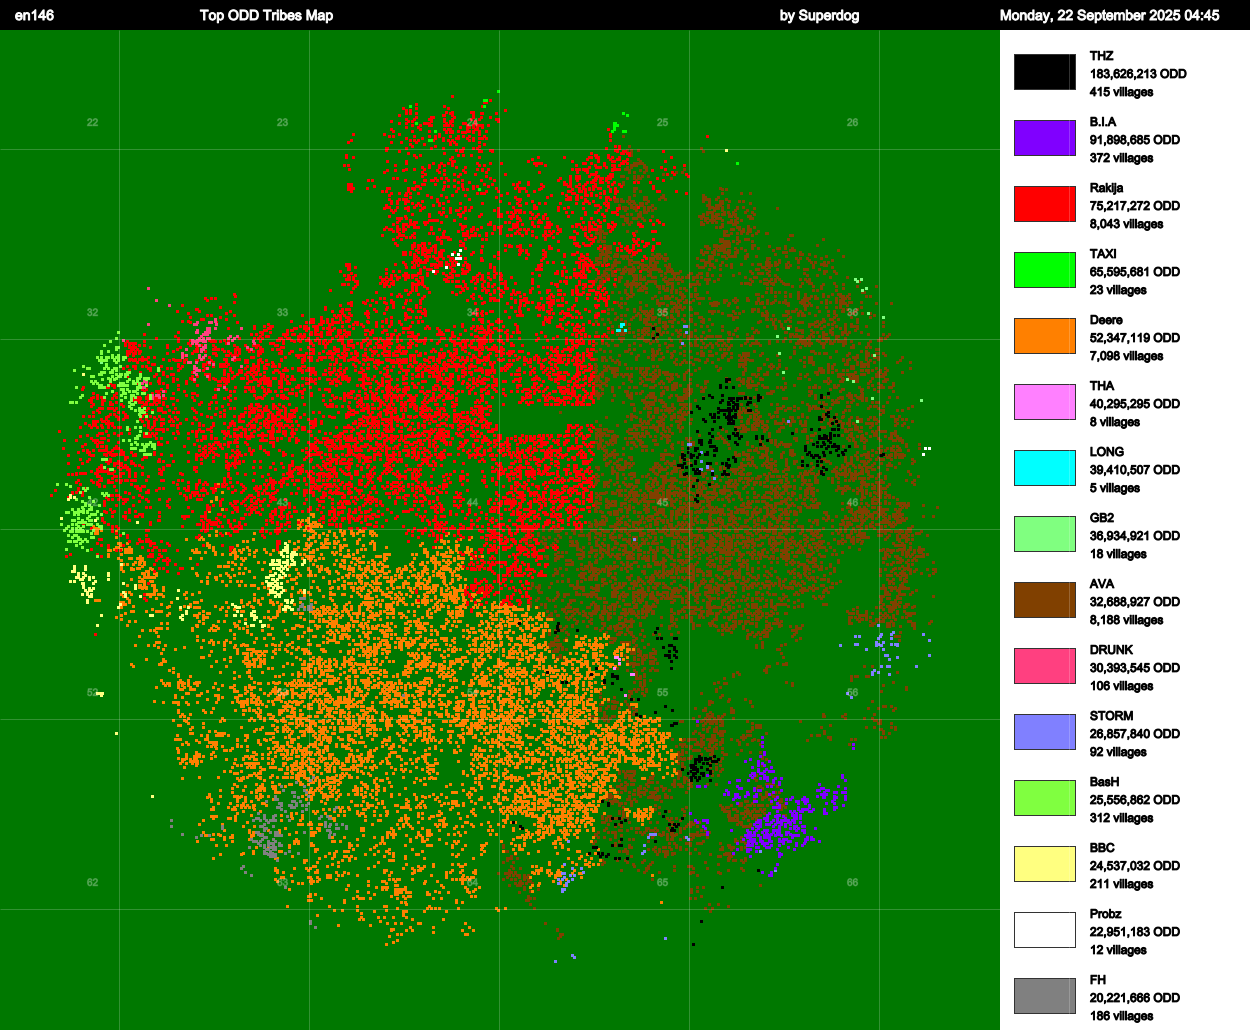 en146 Top ODD Tribes Map by Superdog Monday, 22 September 2025 04:45
THZ
183,626,213 ODD
415 villages
B.I.A
91,898,685 ODD
372 villages
Rakija
75,217,272 ODD
8,043 villages
TAXI
65,595,681 ODD
23 villages
Deere
52,347,119 ODD
7,098 villages
THA
40,295,295 ODD
8 villages
LONG
39,410,507 ODD
5 villages
GB2
36,934,921 ODD
18 villages
AVA
32,688,927 ODD
8,188 villages
DRUNK
30,393,545 ODD
106 villages
STORM
26,857,840 ODD
92 villages
BasH
25,556,862 ODD
312 villages
BBC
24,537,032 ODD
211 villages
Probz
22,951,183 ODD
12 villages
FH
20,221,666 ODD
186 villages
22 23 24 25 26
32 33 34 35 36
43 44 45 46
52 55 56
62 64 65 66